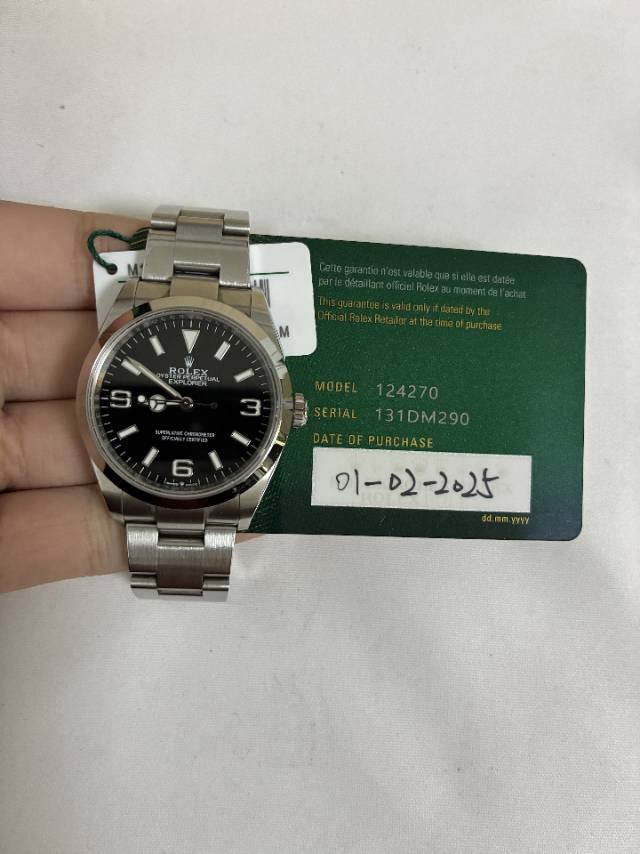 ROLEX
OYSTER PERPETUAL
EXPLORER
9
3
SUPERLATIVE CHRONOMETER
OFFICIALLY CERTIFIED
6
M
Cette garantie n'est valable que si elle est datée
par le détaillant officiel Rolex au moment de l'achat
This guarantee is valid only if dated by the
Official Rolex Retailer at the time of purchase
MODEL 124270
SERIAL 131DM290
DATE OF PURCHASE
01-02-2025
dd.mm.yyyy